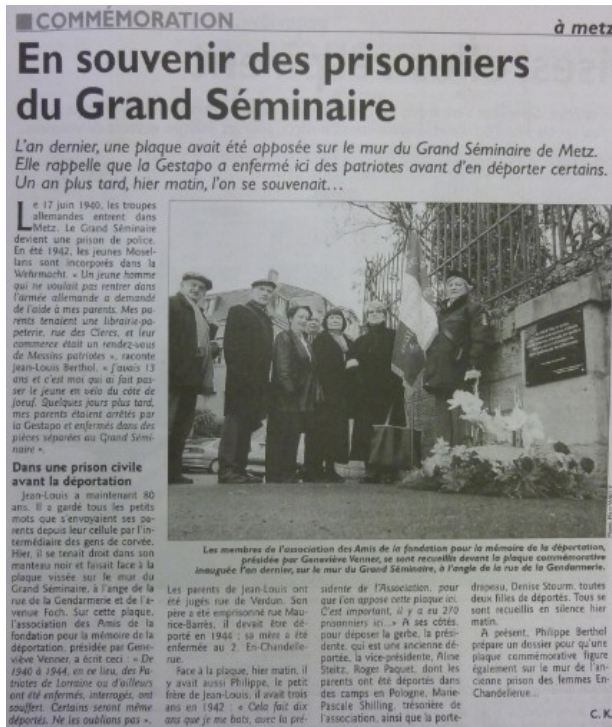 COMMÉMORATION
à metz
En souvenir des prisonniers
du Grand Séminaire
L'an dernier, une plaque avait été apposée sur le mur du Grand Séminaire de Metz.
Elle rappelle que la Gestapo a enfermé ici des patriotes avant d'en déporter certains.
Un an plus tard, hier matin, l'on se souvenait…
Le 17 juin 1940, les troupes
allemandes entrent dans
Metz. Le Grand Séminaire
devient une prison de police.
En été 1942, les jeunes Mosel-
lans sont incorporés dans la
Wehrmacht. « Un jeune homme
qui ne voulait pas rentrer dans
l'armée allemande a demandé
de l'aide à mes parents. Mes pa-
rents tenaient une librairie-pa-
peterie, rue des Clercs, et leur
commerce était un rendez-vous
de Messins patriotes », raconte
Jean-Louis Berthol. « J'avais 13
ans et c'est moi qui ai fait pas-
ser le jeune en vélo du côté de
Joeuf. Quelques jours plus tard,
mes parents étaient arrêtés par
la Gestapo et enfermés dans des
pièces séparées au Grand Sémi-
naire ».
Dans une prison civile
avant la déportation
Jean-Louis a maintenant 80
ans. Il a gardé tous les petits
mots que s'envoyaient ses pa-
rents depuis leur cellule par l'in-
termédiaire des gens de corvée.
Hier, il se tenait droit dans son
manteau noir et faisait face à la
plaque vissée sur le mur du
Grand Séminaire, à l'angle de la
rue de la Gendarmerie et de l'a-
venue Foch. Sur cette plaque,
l'association des Amis de la
fondation pour la mémoire de la
déportation, présidée par Gene-
viève Venner, a écrit ceci : « De
1940 à 1944, en ce lieu, des Pa-
triotes de Lorraine ou d'ailleurs
ont été enfermés, interrogés, ont
souffert. Certains seront même
déportés. Ne les oublions pas ».
Les membres de l'association des Amis de la fondation pour la mémoire de la déportation,
présidée par Geneviève Venner, se sont recueillis devant la plaque commémorative
inaugurée l'an dernier, sur le mur du Grand Séminaire, à l'angle de la rue de la Gendarmerie.
Les parents de Jean-Louis ont
été jugés rue de Verdun. Son
père a été emprisonné rue Mau-
rice-Barrès, il devait être dé-
porté en 1944 ; sa mère a été
enfermée au 2, En-Chandelle-
rue.
Face à la plaque, hier matin, il
y avait aussi Philippe, le petit
frère de Jean-Louis, il avait trois
ans en 1942 : « Cela fait dix
ans que je me bats, avec la pré-
sidente de l'Association, pour
que l'on appose cette plaque ici.
C'est important, il y a eu 270
prisonniers ici…» A ses côtés,
pour déposer la gerbe, la prési-
dente, qui est une ancienne dé-
portée, la vice-présidente, Aline
Steitz, Roger Paquet, dont les
parents ont été déportés dans
des camps en Pologne, Marie-
Pascale Shilling, trésorière de
l'association, ainsi que la porte-
drapeau, Denise Stourm, toutes
deux filles de déportés. Tous se
sont recueillis en silence hier
matin.
A présent, Philippe Berthol
prépare un dossier pour qu'une
plaque commémorative figure
également sur le mur de l'an-
cienne prison des femmes En-
Chandellerue…